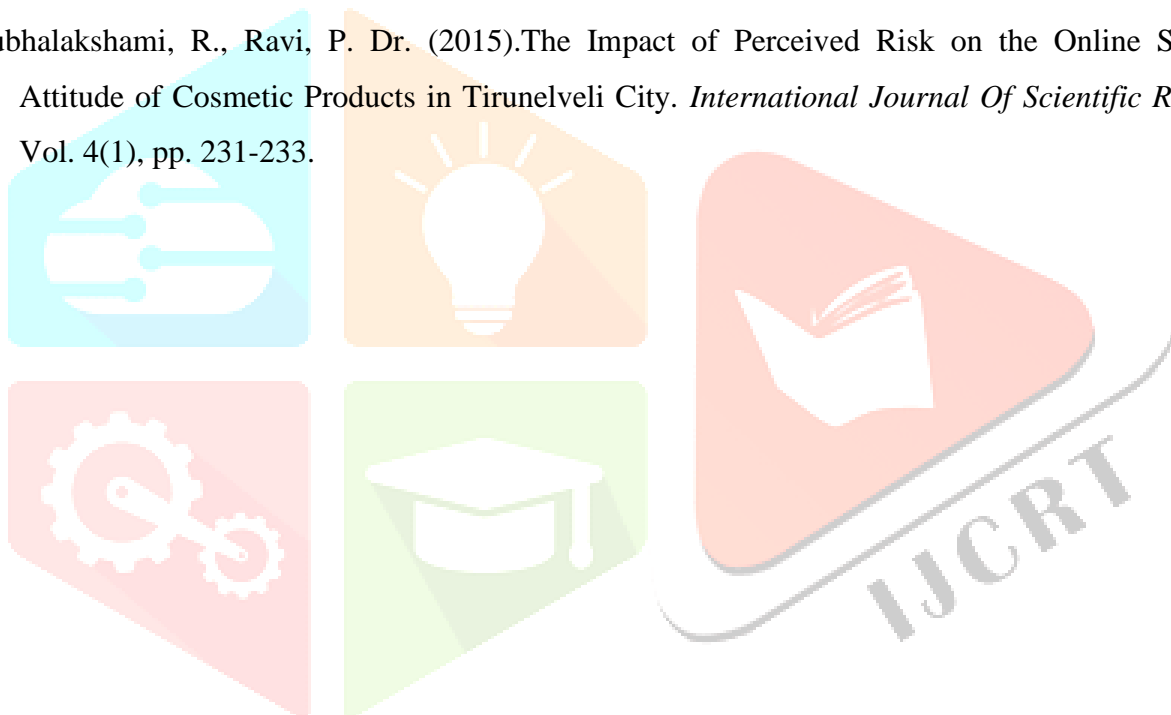 ubhalakshami, R., Ravi, P. Dr. (2015).The Impact of Perceived Risk on the Online S
Attitude of Cosmetic Products in Tirunelveli City. International Journal Of Scientific R
Vol. 4(1), pp. 231-233.
IJCRT